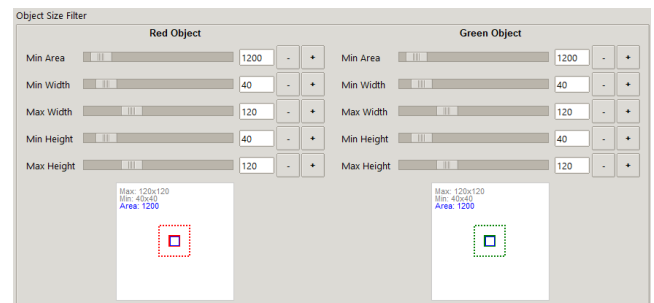 Object Size Filter
Red Object Green Object
Min Area 1200 - + Min Area 1200 - +
Min Width 40 - + Min Width 40 - +
Max Width 120 - + Max Width 120 - +
Min Height 40 - + Min Height 40 - +
Max Height 120 - + Max Height 120 - +
Max: 120x120 Max: 120x120
Min: 40x40 Min: 40x40
Area: 1200 Area: 1200